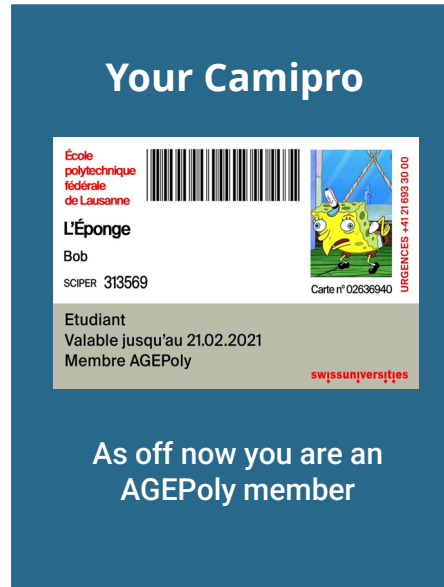 Your Camipro
École
polytechnique
fédérale
de Lausanne
L'Éponge
Bob
SCIPER 313569
Carte n° 02636940
URGENCES +41 21 693 30 00
Etudiant
Valable jusqu'au 21.02.2021
Membre AGEPoly
swissuniversities
As off now you are an
AGEPoly member